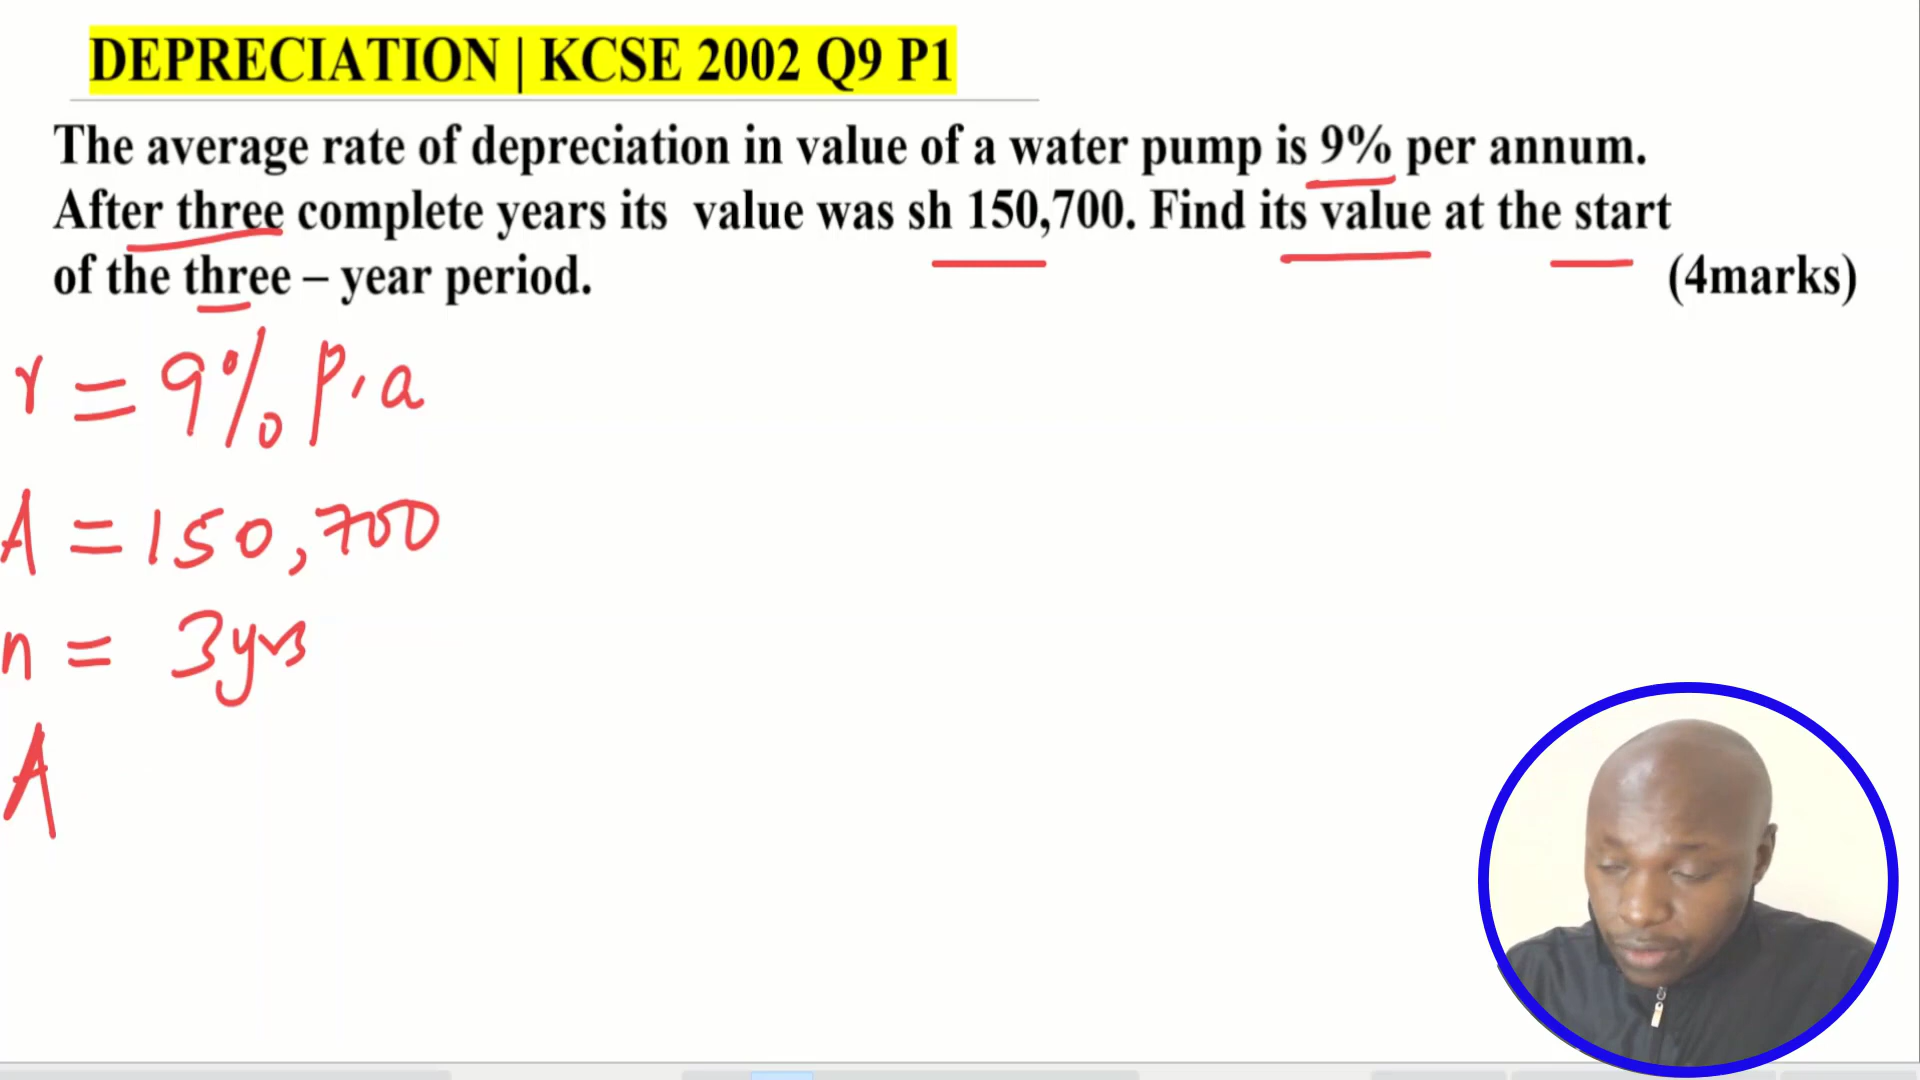 DEPRECIATION | KCSE 2002 Q9 P1
The average rate of depreciation in value of a water pump is 9% per annum.
After three complete years its value was sh 150,700. Find its value at the start
of the three – year period. (4marks)
r = 9% p.a
A = 150,700
n = 3yrs
A